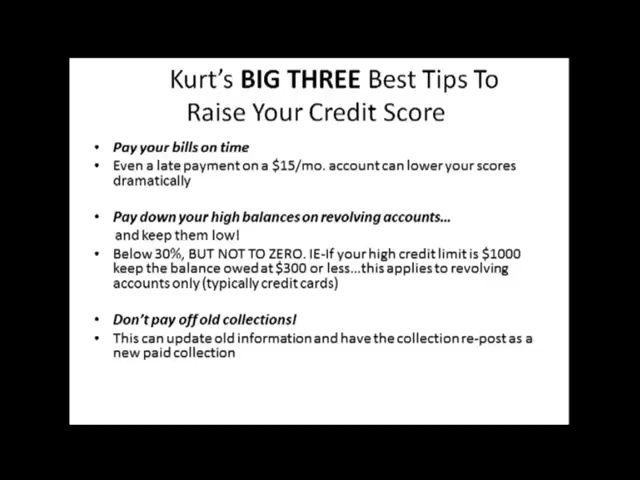 Kurt's BIG THREE Best Tips To
Raise Your Credit Score
• Pay your bills on time
• Even a late payment on a $15/mo. account can lower your scores
dramatically
• Pay down your high balances on revolving accounts...
and keep them low!
• Below 30%, BUT NOT TO ZERO. IE-If your high credit limit is $1000
keep the balance owed at $300 or less...this applies to revolving
accounts only (typically credit cards)
• Don't pay off old collections!
• This can update old information and have the collection re-post as a
new paid collection